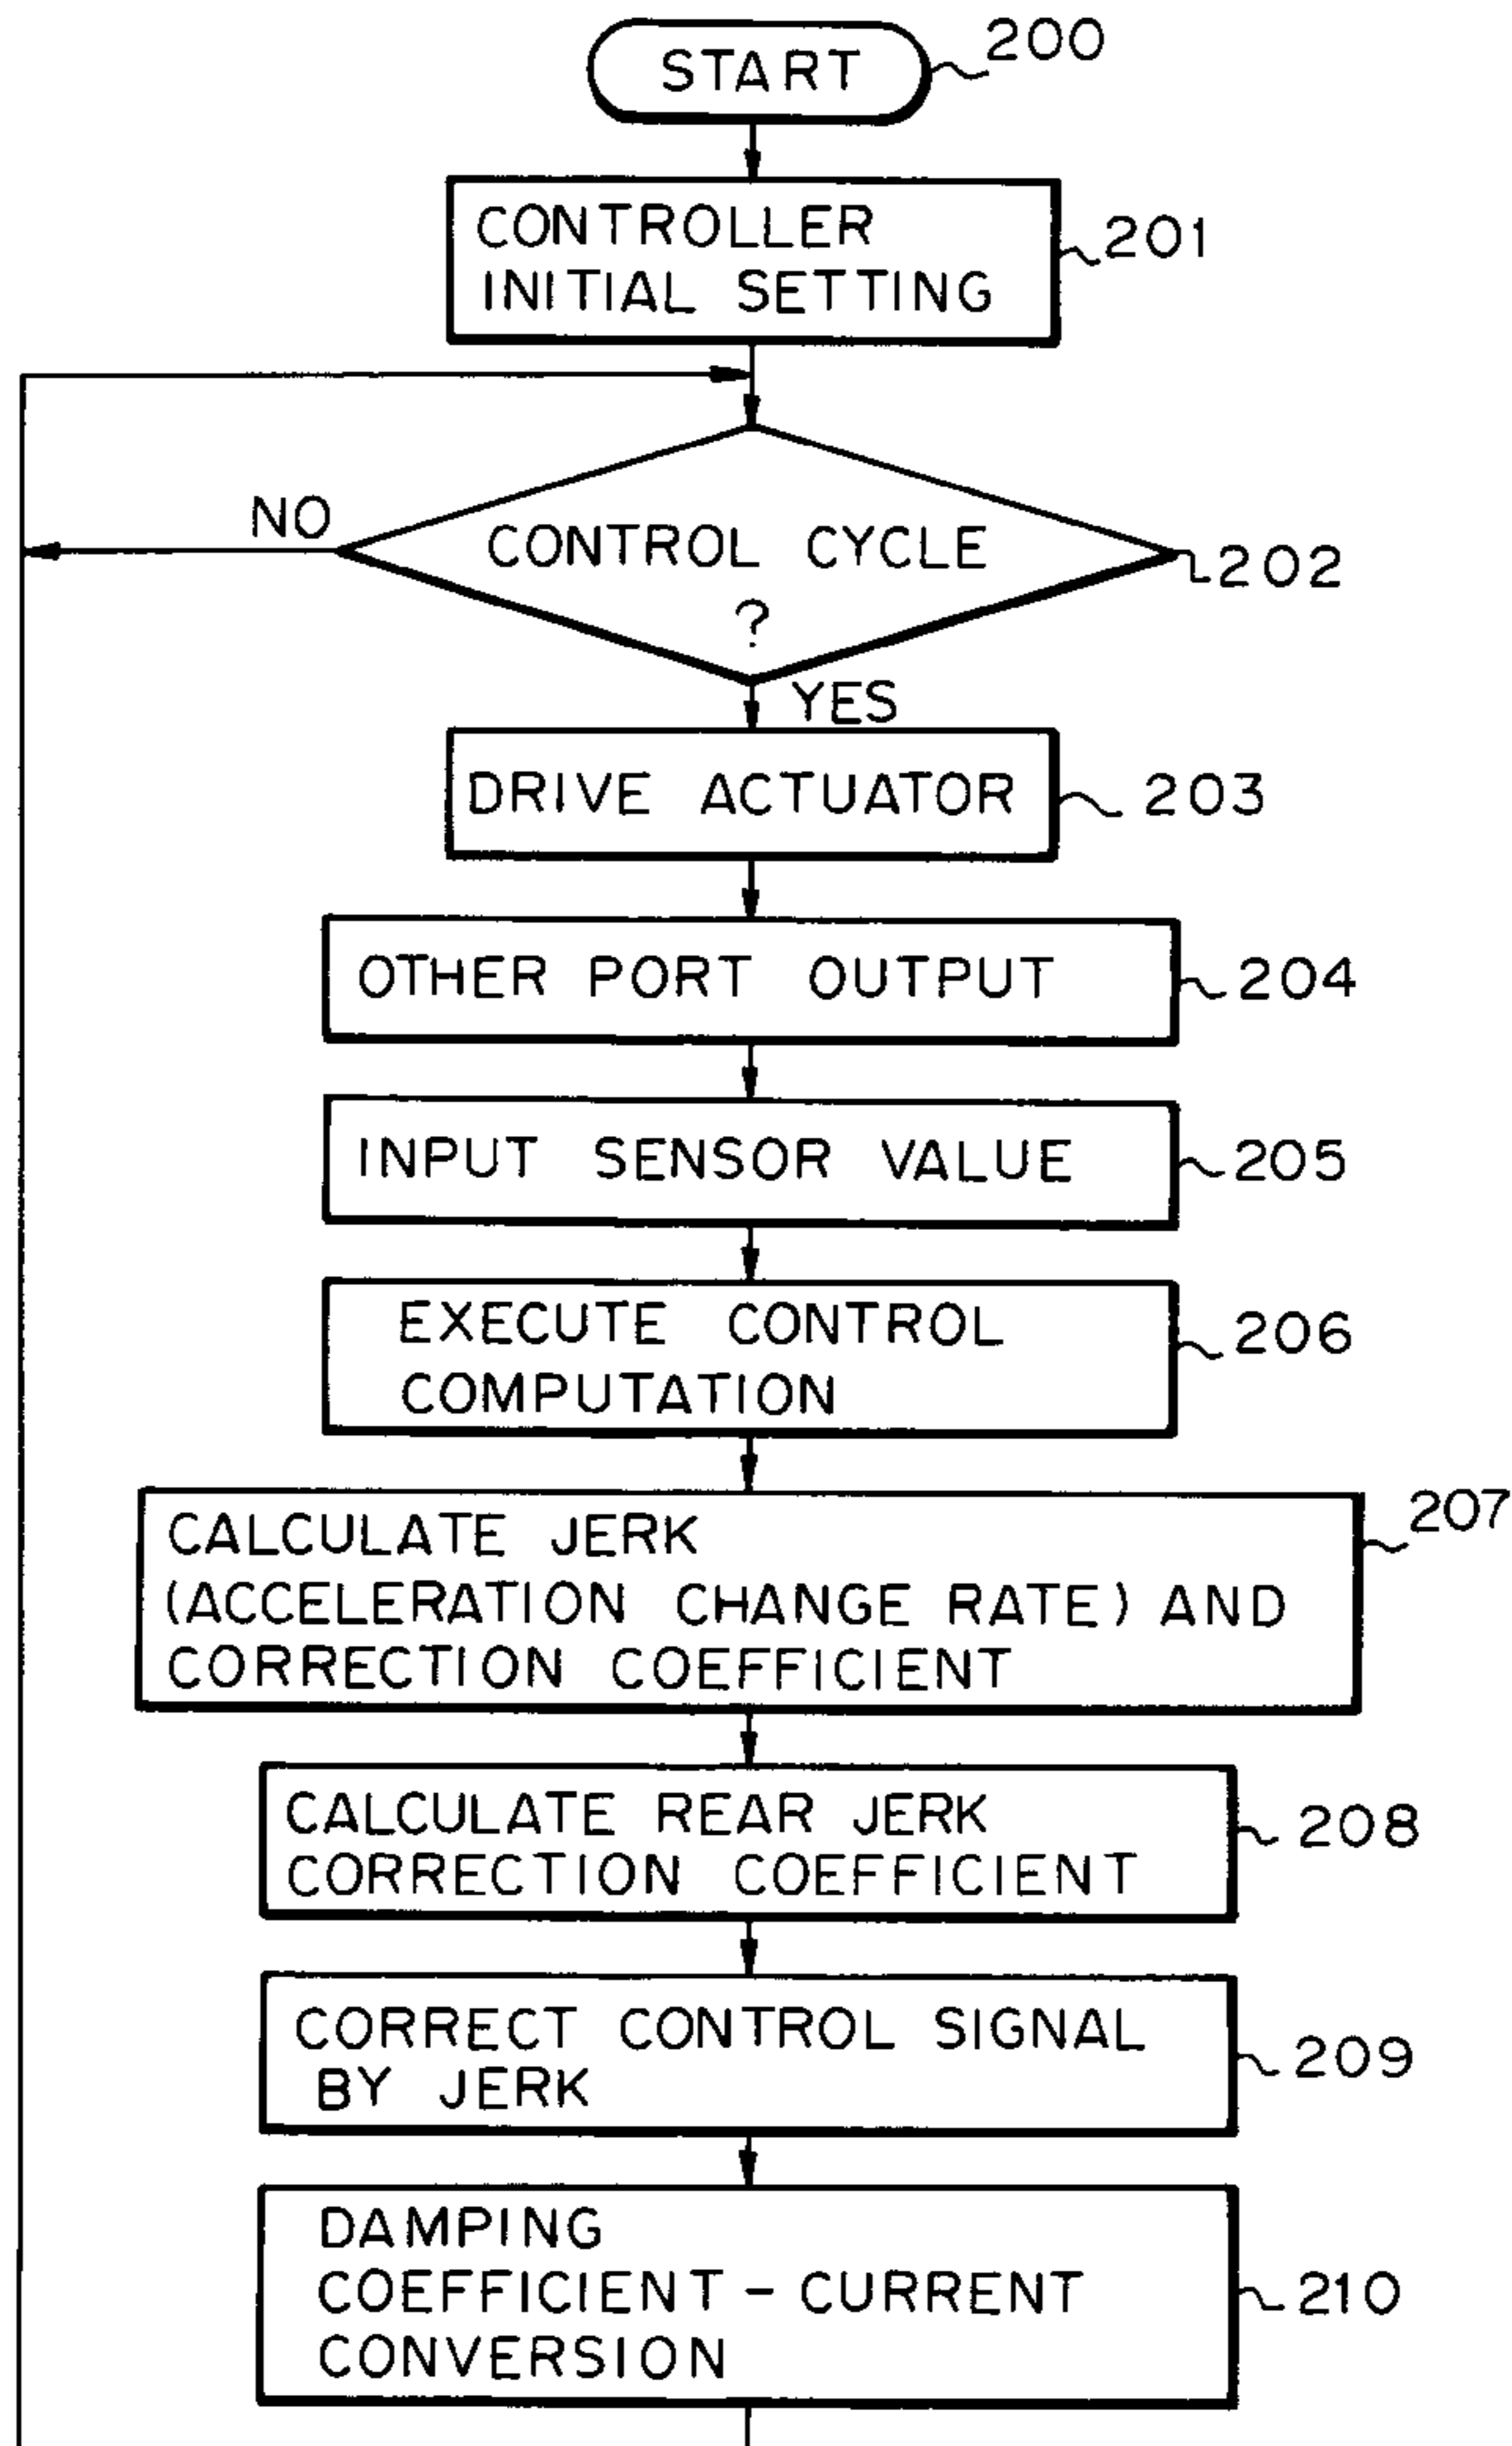 START
200
CONTROLLER
INITIAL SETTING
201
NO
CONTROL CYCLE
?
202
YES
DRIVE ACTUATOR
203
OTHER PORT OUTPUT
204
INPUT SENSOR VALUE
205
EXECUTE CONTROL
COMPUTATION
206
CALCULATE JERK
(ACCELERATION CHANGE RATE) AND
CORRECTION COEFFICIENT
207
CALCULATE REAR JERK
CORRECTION COEFFICIENT
208
CORRECT CONTROL SIGNAL
BY JERK
209
DAMPING
COEFFICIENT - CURRENT
CONVERSION
210